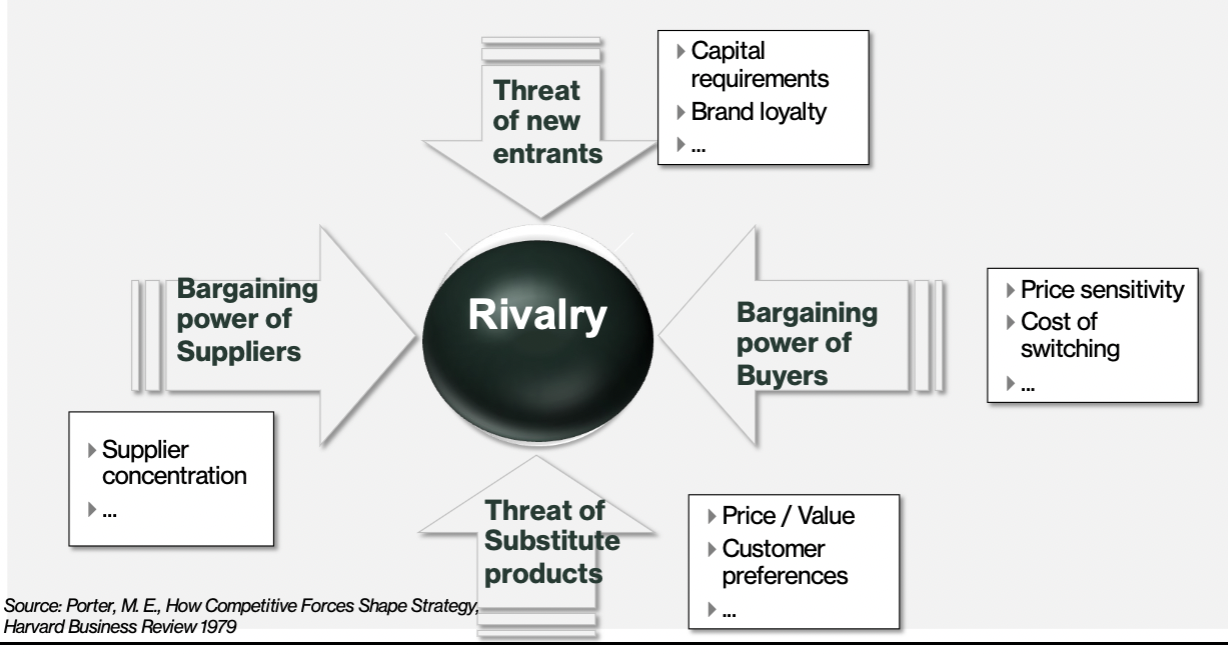 Threat
of new
entrants
Capital
requirements
Brand loyalty
...
Bargaining
power of
Suppliers
Rivalry
Bargaining
power of
Buyers
Price sensitivity
Cost of
switching
...
Supplier
concentration
...
Threat of
Substitute
products
Price / Value
Customer
preferences
...
Source: Porter, M. E., How Competitive Forces Shape Strategy,
Harvard Business Review 1979